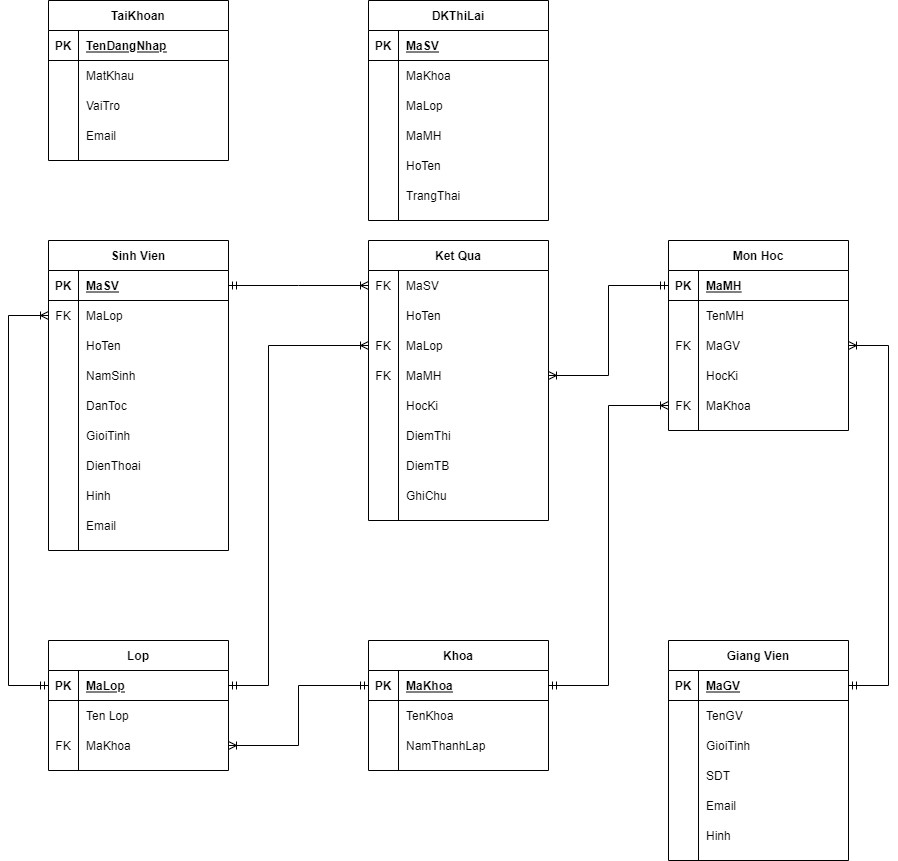 TaiKhoan
PK TenDangNhap
MatKhau
VaiTro
Email
DKThiLai
PK MaSV
MaKhoa
MaLop
MaMH
HoTen
TrangThai
Sinh Vien
PK MaSV
FK MaLop
HoTen
NamSinh
DanToc
GioiTinh
DienThoai
Hinh
Email
Ket Qua
FK MaSV
HoTen
FK MaLop
FK MaMH
HocKi
DiemThi
DiemTB
GhiChu
Mon Hoc
PK MaMH
TenMH
FK MaGV
HocKi
FK MaKhoa
Lop
PK MaLop
Ten Lop
FK MaKhoa
Khoa
PK MaKhoa
TenKhoa
NamThanhLap
Giang Vien
PK MaGV
TenGV
GioiTinh
SDT
Email
Hinh